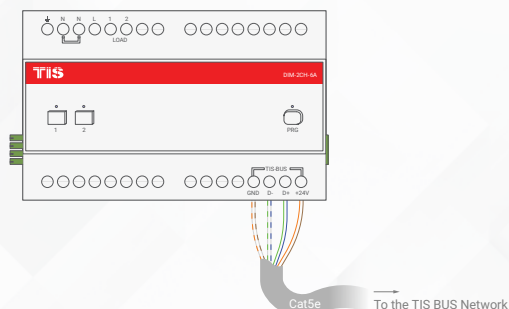 N N L 1 2
LOAD
TIS
DIM-2CH-6A
1 2
PRG
TIS-BUS
GND D- D+ +24V
Cat5e
To the TIS BUS Network